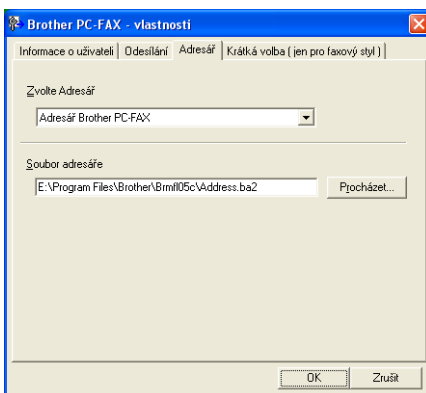 Brother PC-FAX - vlastnosti
Informace o uživateli Odesílání Adresář Krátká volba ( jen pro faxový styl )
Zvolte Adresář
Adresář Brother PC-FAX
Soubor adresáře
E:\Program Files\Brother\Brmfl05c\Address.ba2 Procházet...
OK Zrušit